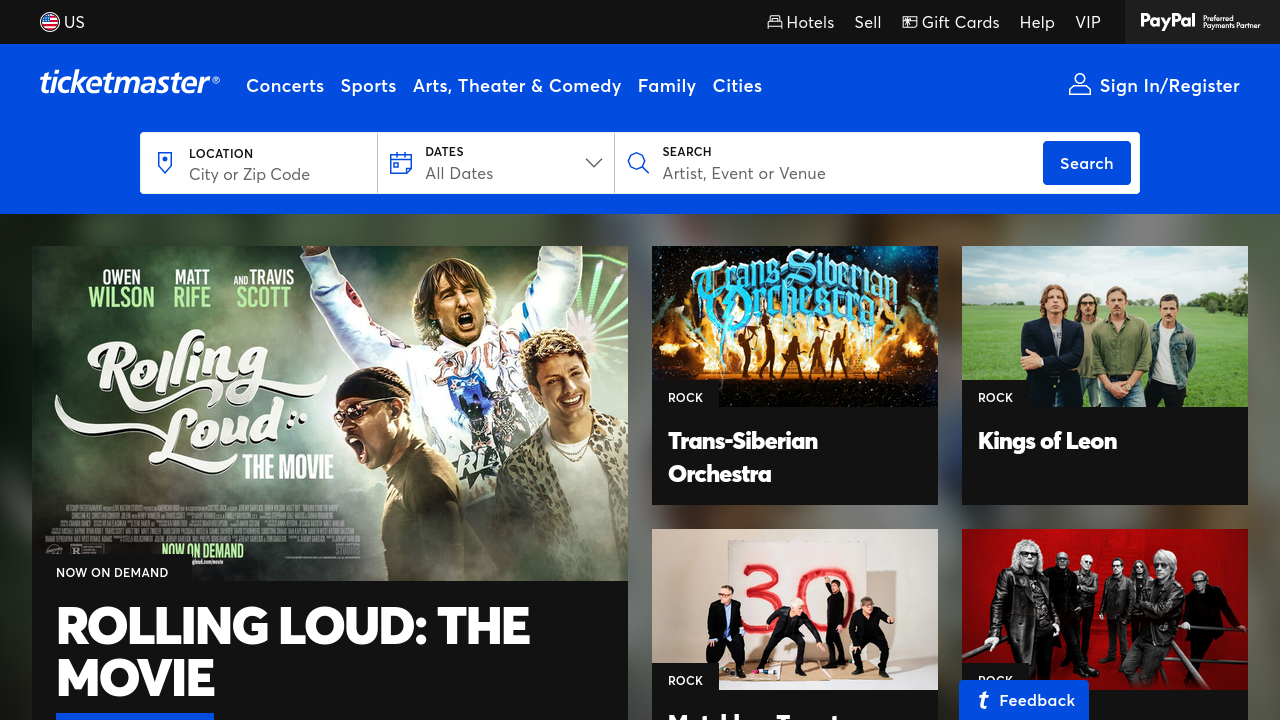 US
Hotels
Sell
Gift Cards
Help
VIP
PayPal Preferred
Payments Partner
ticketmaster®
Concerts
Sports
Arts, Theater & Comedy
Family
Cities
Sign In/Register
LOCATION
City or Zip Code
DATES
All Dates
SEARCH
Artist, Event or Venue
Search
OWEN
WILSON
MATT
RIFE
AND TRAVIS
SCOTT
Rolling
Loud
THE MOVIE
NOW ON DEMAND
NOW ON DEMAND
ROLLING LOUD: THE
MOVIE
Trans-Siberian
Orchestra
ROCK
Trans-Siberian
Orchestra
ROCK
Kings of Leon
30
ROCK
ROCK
t Feedback